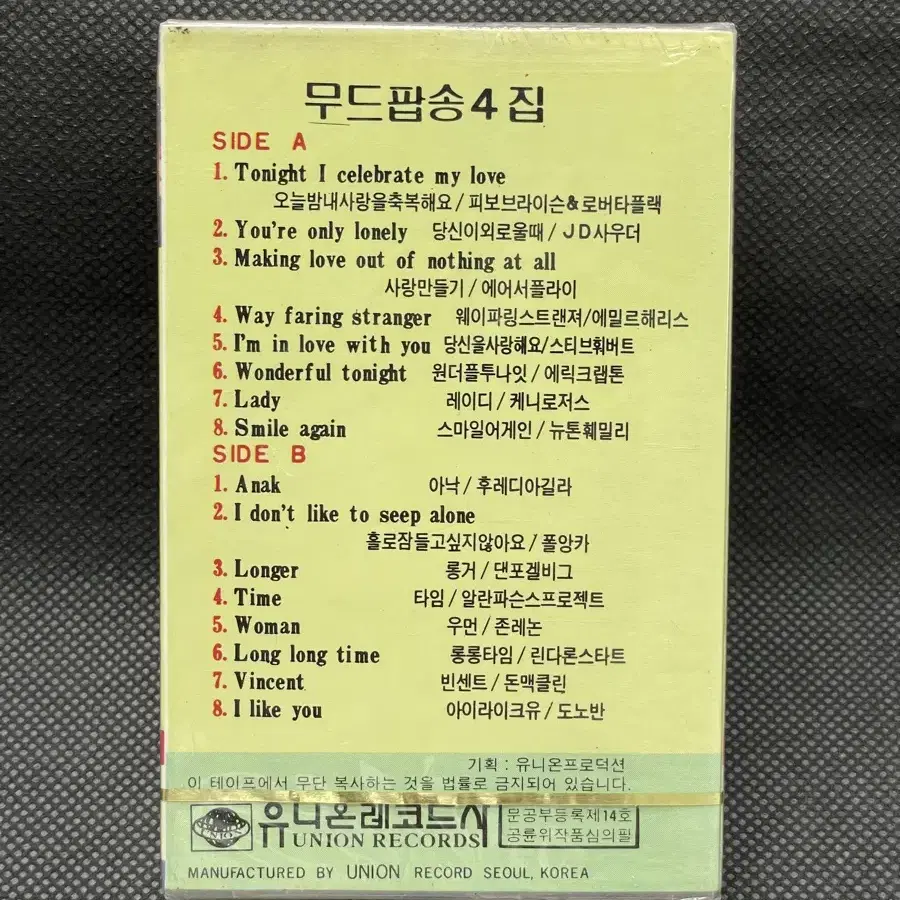 무드팝송4집
SIDE A
1. Tonight I celebrate my love
오늘밤내사랑을축복해요/피보브라이슨&로버타플랙
2. You're only lonely 당신이외로울때/JD사우더
3. Making love out of nothing at all
사랑만들기/에어서플라이
4. Way faring stranger 웨이파링스트랜져/에밀르해리스
5. I'm in love with you 당신을사랑해요/스티브훠버트
6. Wonderful tonight 원더플투나잇/에릭크랩톤
7. Lady 레이디/케니로저스
8. Smile again 스마일어게인/뉴톤훼밀리
SIDE B
1. Anak 아낙/후레디아길라
2. I don't like to seep alone
홀로잠들고싶지않아요/폴앙카
3. Longer 롱거/댄포겔비그
4. Time 타임/알란파슨스프로젝트
5. Woman 우먼/존레논
6. Long long time 롱롱타임/린다론스타트
7. Vincent 빈센트/돈맥클린
8. I like you 아이라이크유/도노반
기획 : 유니온프로덕션
이 테이프에서 무단 복사하는 것을 법률로 금지되어 있습니다.
UNION 유니온레코드사 문공부등록제14호
UNION RECORDS 공륜위작품심의필
MANUFACTURED BY UNION RECORD SEOUL, KOREA